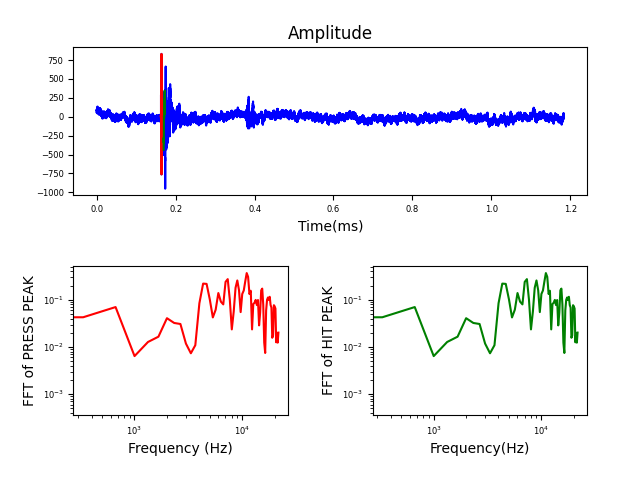 Amplitude
750
500
250
0
−250
−500
−750
−1000
0.0 0.2 0.4 0.6 0.8 1.0 1.2
Time(ms)
FFT of PRESS PEAK
10⁻¹
10⁻²
10⁻³
10³ 10⁴
Frequency (Hz)
FFT of HIT PEAK
10⁻¹
10⁻²
10⁻³
10³ 10⁴
Frequency(Hz)